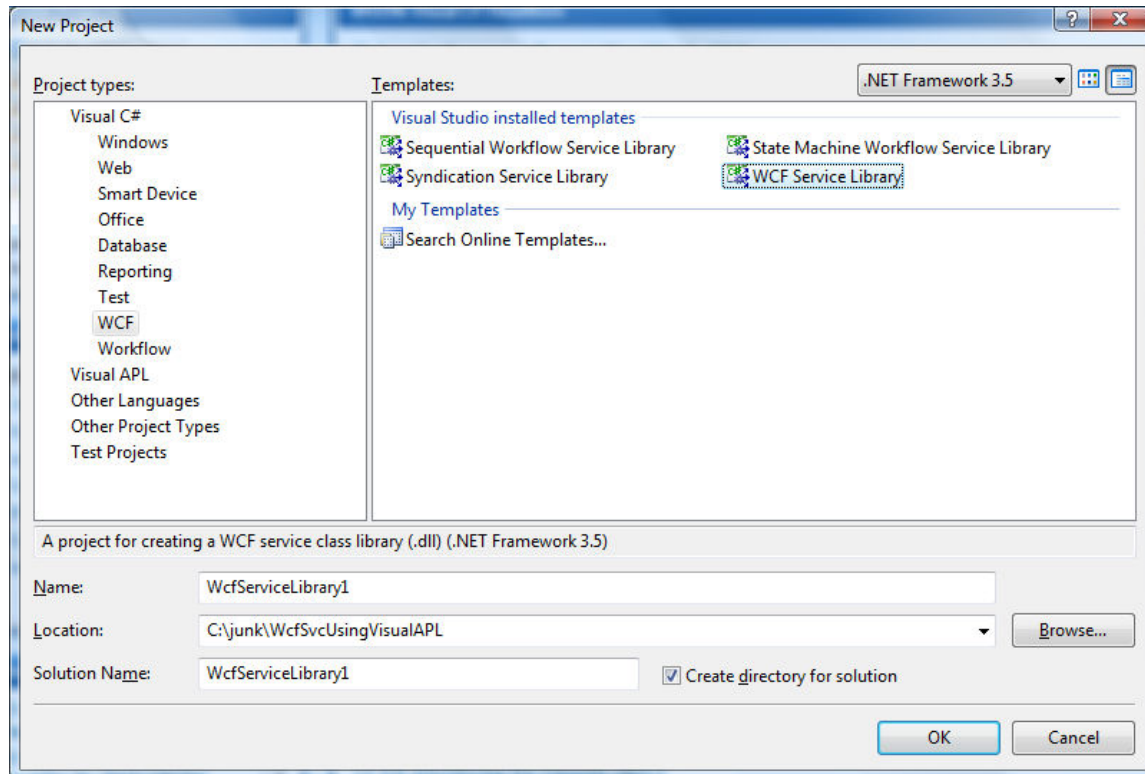 New Project
Project types:
Templates:
.NET Framework 3.5
Visual C#
Windows
Web
Smart Device
Office
Database
Reporting
Test
WCF
Workflow
Visual APL
Other Languages
Other Project Types
Test Projects
Visual Studio installed templates
Sequential Workflow Service Library
State Machine Workflow Service Library
Syndication Service Library
WCF Service Library
My Templates
Search Online Templates...
A project for creating a WCF service class library (.dll) (.NET Framework 3.5)
Name:
WcfServiceLibrary1
Location:
C:\junk\WcfSvcUsingVisualAPL
Browse...
Solution Name:
WcfServiceLibrary1
Create directory for solution
OK
Cancel